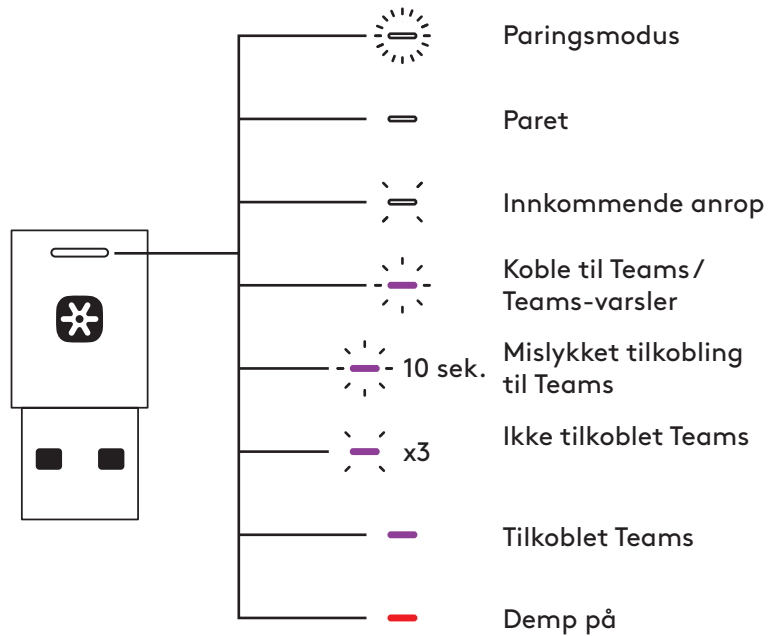 Paringsmodus
Paret
Innkommende anrop
Koble til Teams/
Teams-varsler
10 sek.
Mislykket tilkobling
til Teams
x3
Ikke tilkoblet Teams
Tilkoblet Teams
Demp på